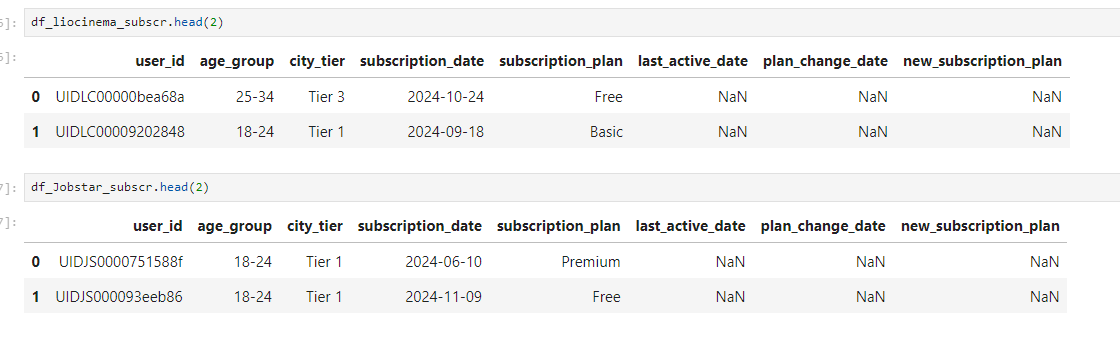 5]:
df_liocinema_subscr.head(2)
5]:
user_id age_group city_tier subscription_date subscription_plan last_active_date plan_change_date new_subscription_plan
0 UIDLC00000bea68a 25-34 Tier 3 2024-10-24 Free NaN NaN NaN
1 UIDLC00009202848 18-24 Tier 1 2024-09-18 Basic NaN NaN NaN
7]:
df_Jobstar_subscr.head(2)
7]:
user_id age_group city_tier subscription_date subscription_plan last_active_date plan_change_date new_subscription_plan
0 UIDJS0000751588f 18-24 Tier 1 2024-06-10 Premium NaN NaN NaN
1 UIDJS000093eeb86 18-24 Tier 1 2024-11-09 Free NaN NaN NaN